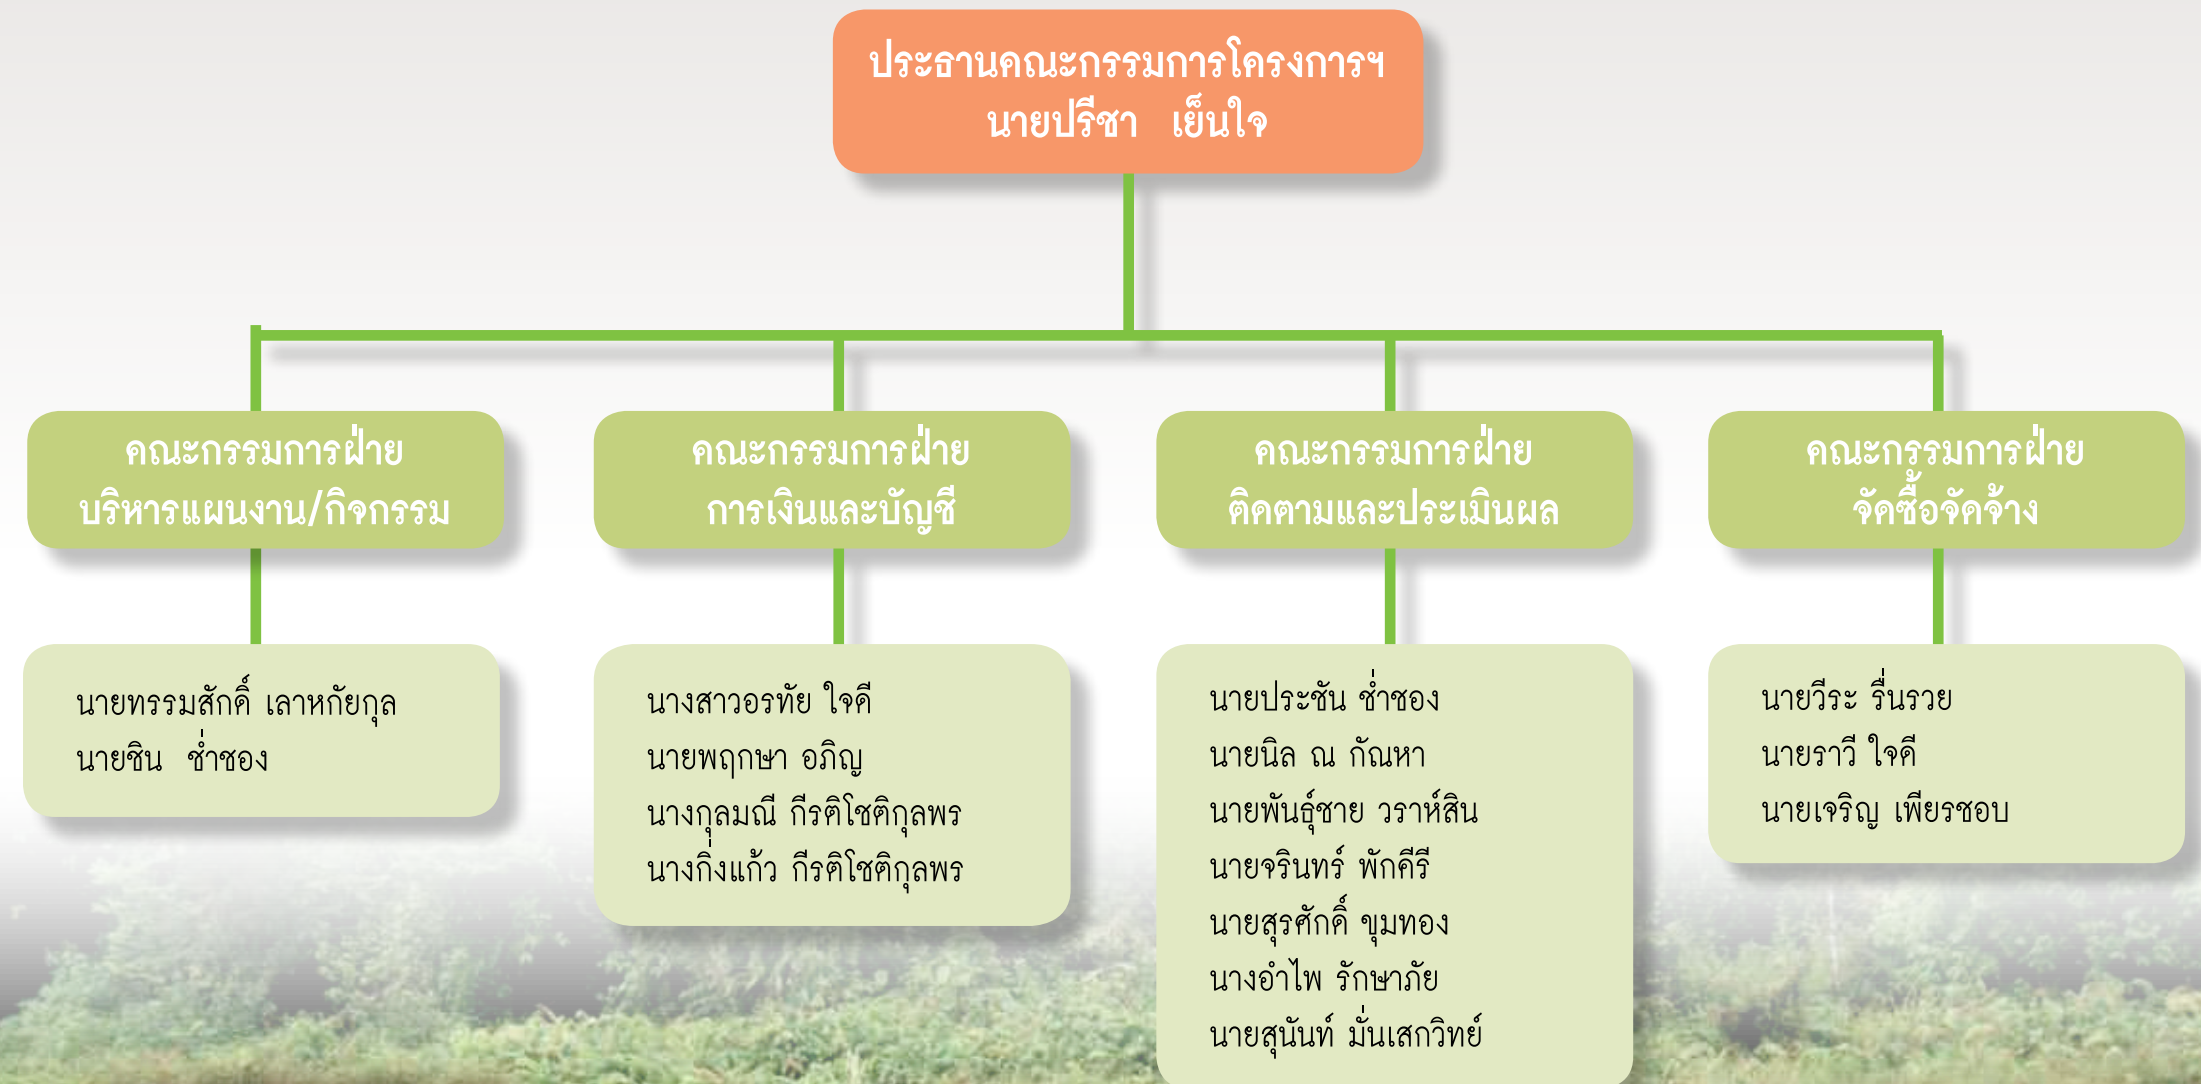 ประธานคณะกรรมการโครงการฯ
นายปรีชา เย็นใจ
คณะกรรมการฝ่าย
บริหารแผนงาน/กิจกรรม
นายทรรมสักดิ์ เลาหกัยกุล
นายชิน ช่ำชอง
คณะกรรมการฝ่าย
การเงินและบัญชี
นางสาวอรทัย ใจดี
นายพฤกษา อภิญ
นางกุลมณี กีรติโชติกุลพร
นางกิ่งแก้ว กีรติโชติกุลพร
คณะกรรมการฝ่าย
ติดตามและประเมินผล
นายประชัน ช่ำชอง
นายนิล ณ กัณหา
นายพันธุ์ชาย วราห์สิน
นายจรินทร์ พักคีรี
นายสุรศักดิ์ ขุมทอง
นางอำไพ รักษาภัย
นายสุนันท์ มั่นเสกวิทย์
คณะกรรมการฝ่าย
จัดซื้อจัดจ้าง
นายวีระ รื่นรวย
นายราวี ใจดี
นายเจริญ เพียรชอบ